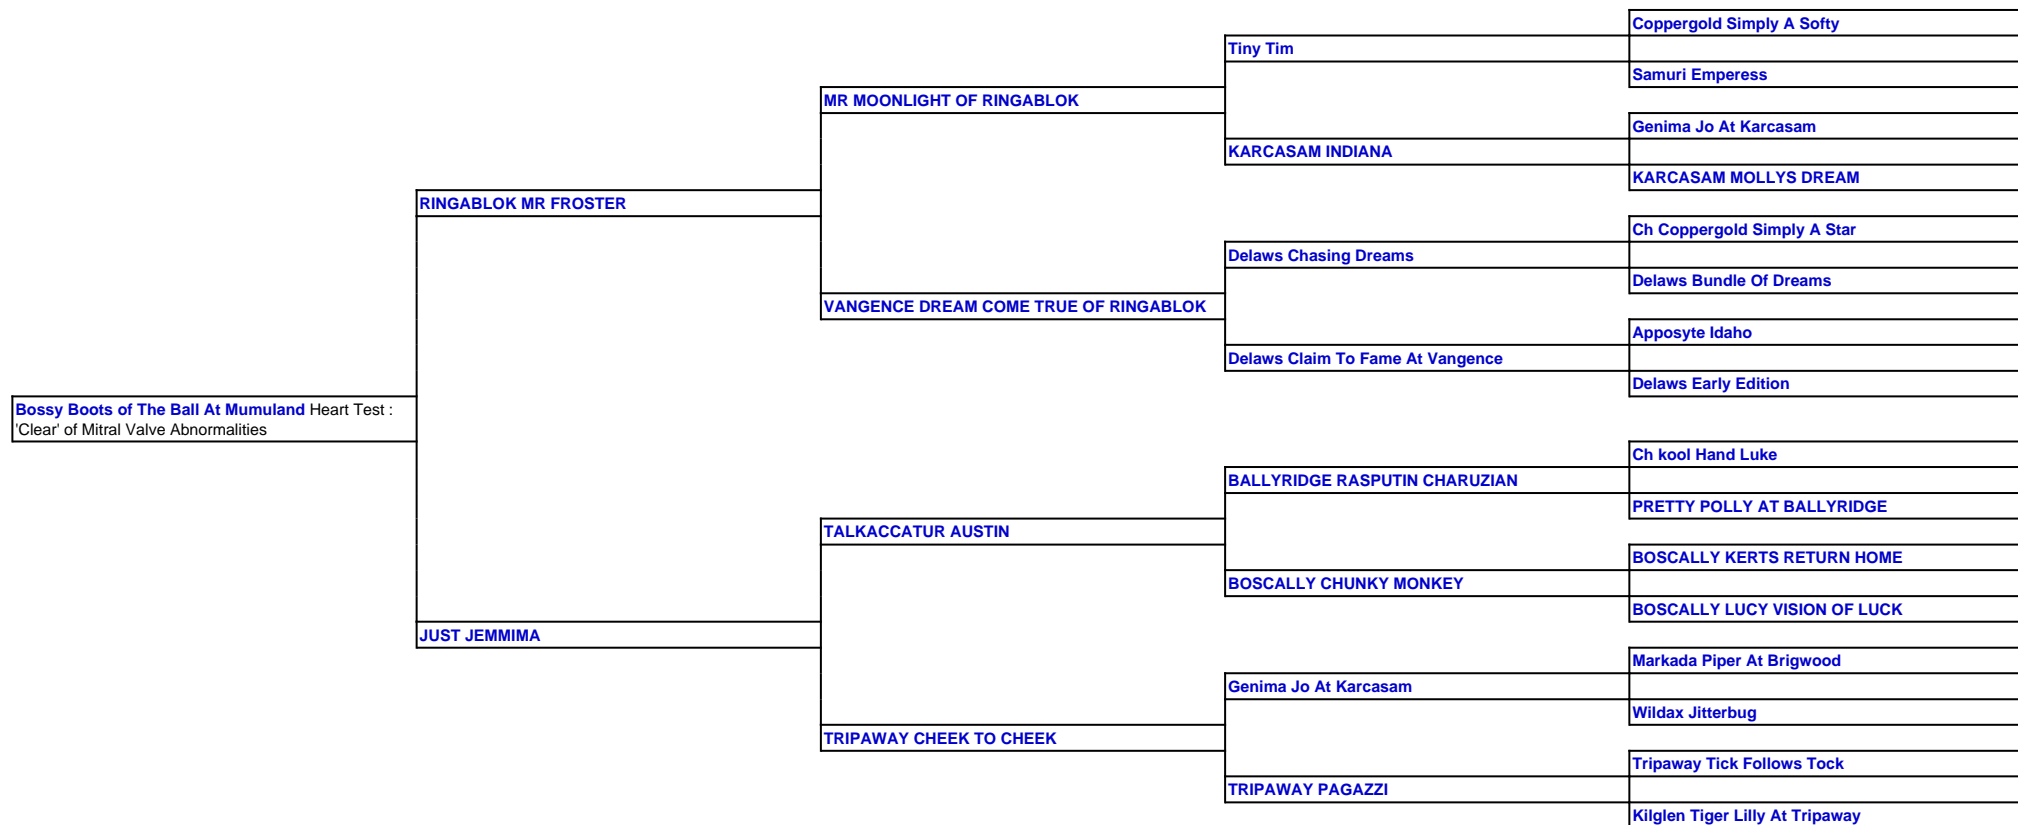 Coppergold Simply A Softy
Tiny Tim
Samuri Emperess
MR MOONLIGHT OF RINGABLOK
Genima Jo At Karcasam
KARCASAM INDIANA
KARCASAM MOLLYS DREAM
RINGABLOK MR FROSTER
Ch Coppergold Simply A Star
Delaws Chasing Dreams
Delaws Bundle Of Dreams
VANGENCE DREAM COME TRUE OF RINGABLOK
Apposyte Idaho
Delaws Claim To Fame At Vangence
Delaws Early Edition
Bossy Boots of The Ball At Mumuland Heart Test :
'Clear' of Mitral Valve Abnormalities
Ch kool Hand Luke
BALLYRIDGE RASPUTIN CHARUZIAN
PRETTY POLLY AT BALLYRIDGE
TALKACCATUR AUSTIN
BOSCALLY KERTS RETURN HOME
BOSCALLY CHUNKY MONKEY
BOSCALLY LUCY VISION OF LUCK
JUST JEMMIMA
Markada Piper At Brigwood
Genima Jo At Karcasam
Wildax Jitterbug
TRIPAWAY CHEEK TO CHEEK
Tripaway Tick Follows Tock
TRIPAWAY PAGAZZI
Kilglen Tiger Lilly At Tripaway